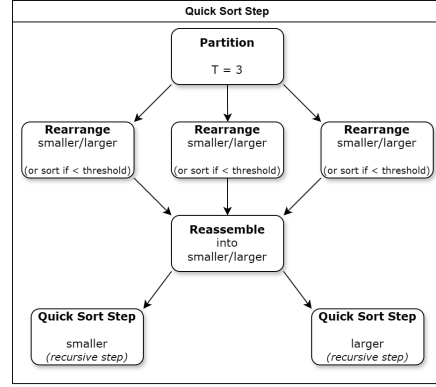 Quick Sort Step
Partition
T = 3
Rearrange
smaller/larger
(or sort if < threshold)
Rearrange
smaller/larger
(or sort if < threshold)
Rearrange
smaller/larger
(or sort if < threshold)
Reassemble
into
smaller/larger
Quick Sort Step
smaller
(recursive step)
Quick Sort Step
larger
(recursive step)